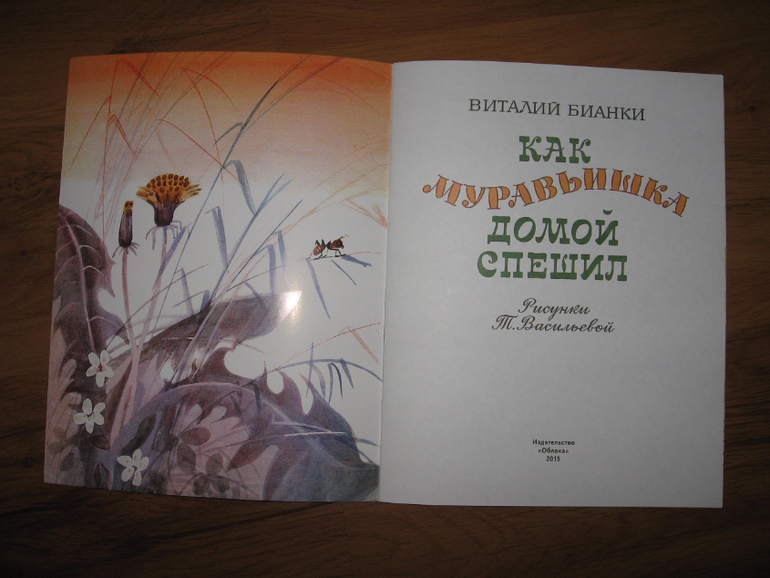 ВИТАЛИЙ БИАНКИ
КАК
МУРАВЬИШКА
ДОМОЙ
СПЕШИЛ
Рисунки
Т. Васильевой
Издательство
«Облака»
2015